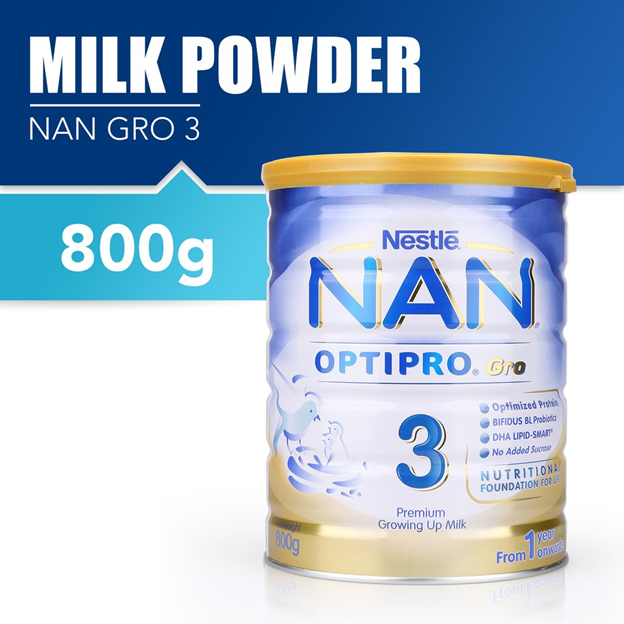 MILK POWDER
NAN GRO 3
800g
Nestlé
NAN
OPTIPRO® Gro
3
Optimized Protein
BIFIDUS BL Probiotics
DHA LIPID-SMART
No Added Sucrose
NUTRITIONAL
FOUNDATION FOR LIFE
Premium
Growing Up Milk
800g
From 1 year
onwards